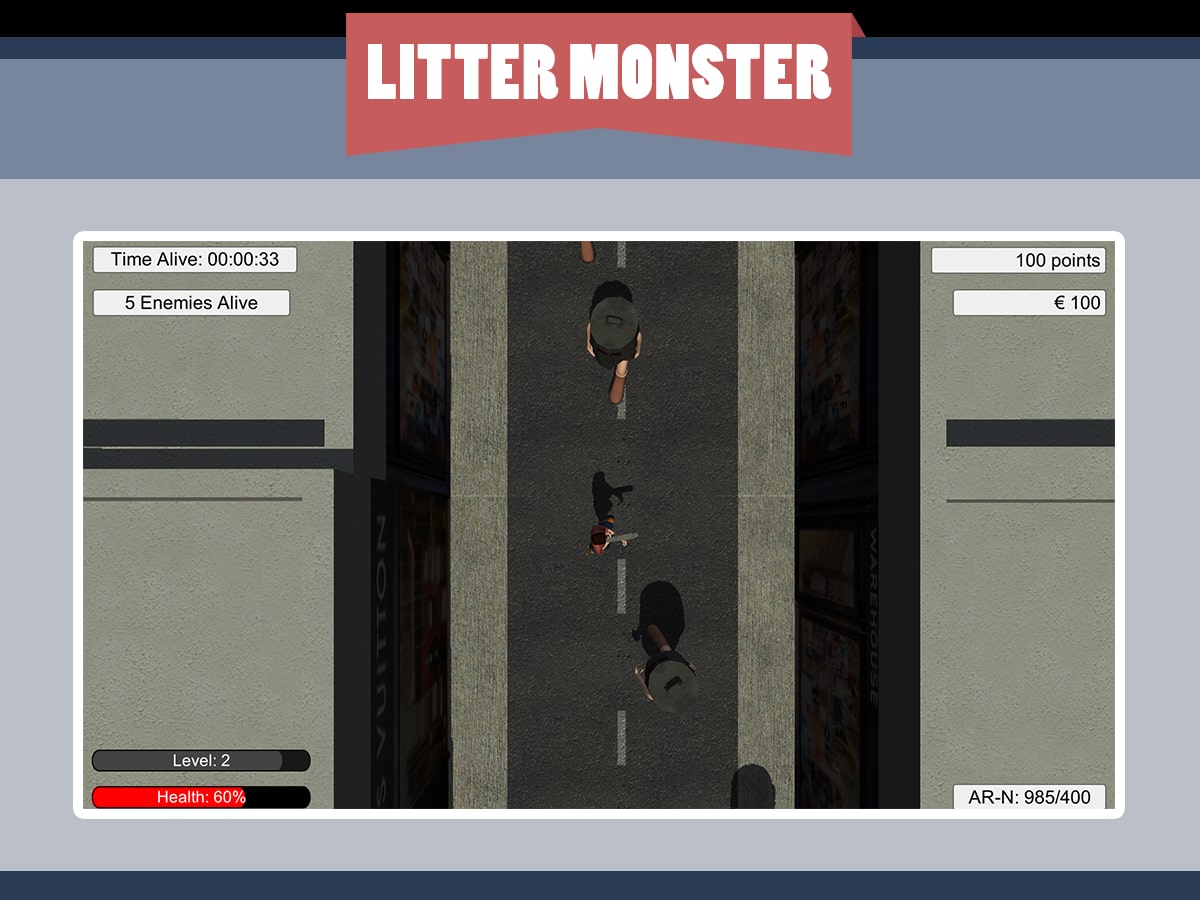 LITTER MONSTER
Time Alive: 00:00:33
100 points
5 Enemies Alive
€ 100
S VUITTON
WAREHOUSE
Level: 2
Health: 60%
AR-N: 985/400